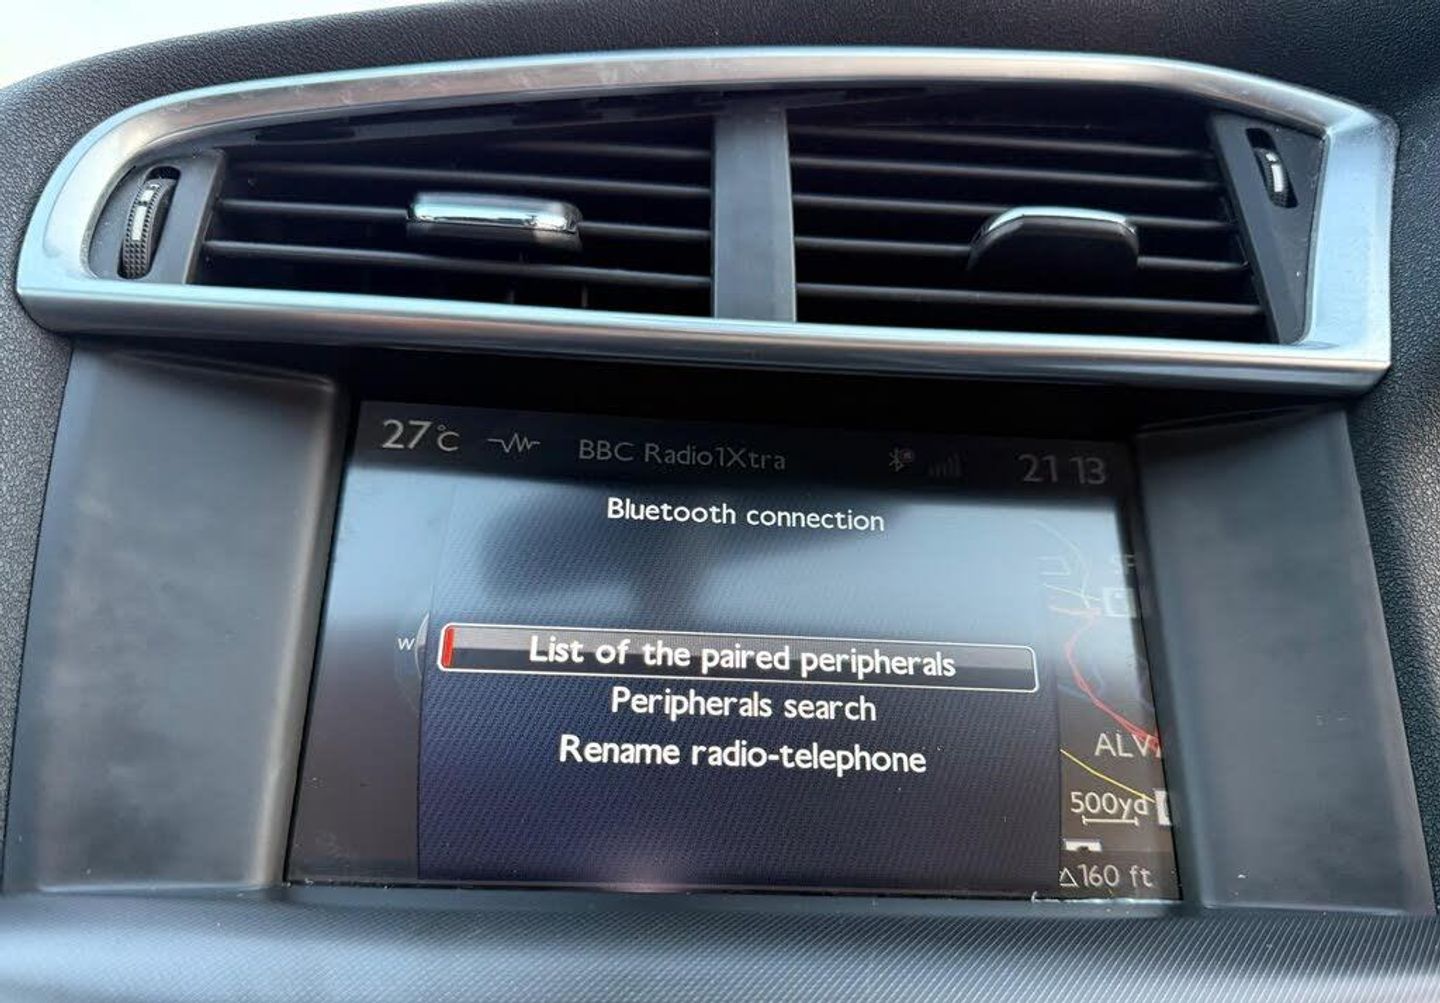 27°C BBC Radio1Xtra 21 13
Bluetooth connection
W
List of the paired peripherals
Peripherals search
Rename radio-telephone
500yd
△160 ft